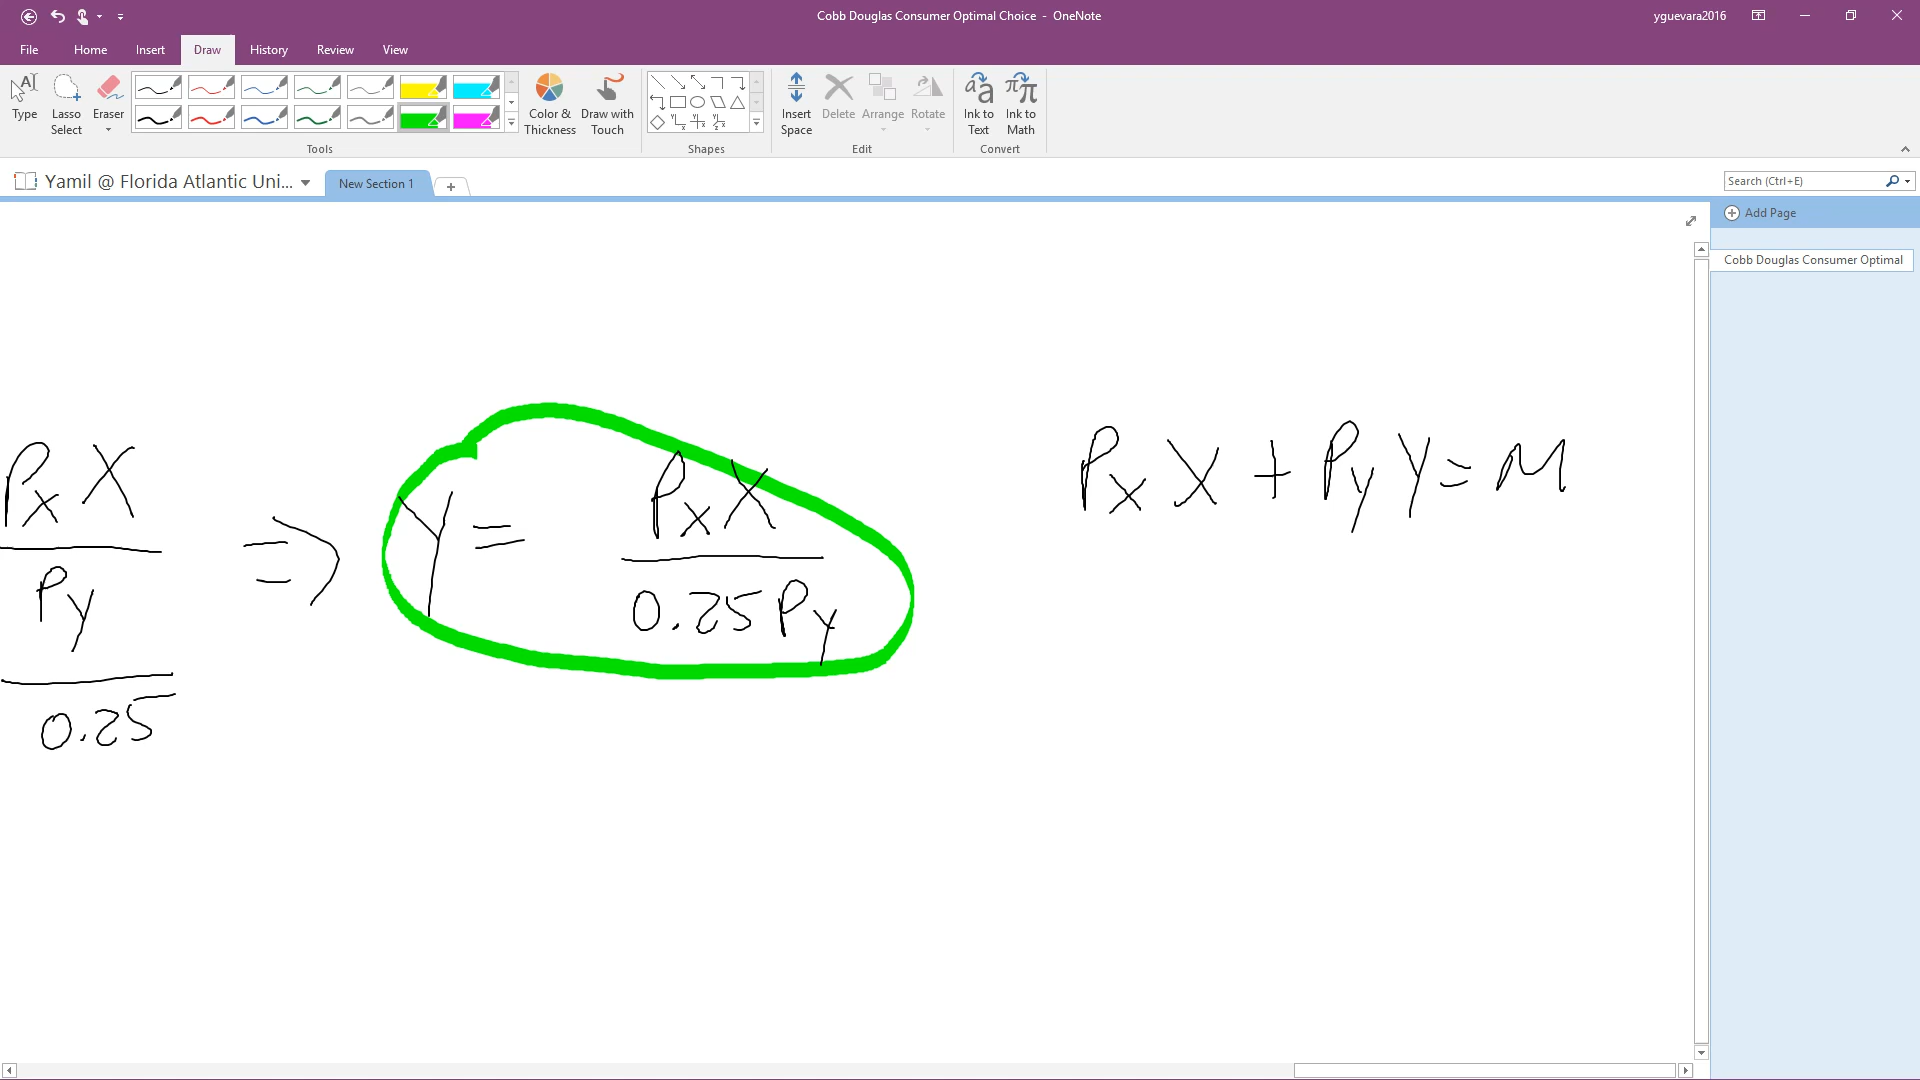 Cobb Douglas Consumer Optimal Choice - OneNote
yguevara2016
File Home Insert Draw History Review View
Type
Lasso Select
Eraser
Color & Thickness
Draw with Touch
Insert Space
Delete
Arrange
Rotate
Ink to Text
Ink to Math
Tools
Shapes
Edit
Convert
Yamil @ Florida Atlantic Uni...
New Section 1
+
Search (Ctrl+E)
Add Page
Cobb Douglas Consumer Optimal
PxX
Py
0.25
=>
Y = PxX
0.25Py
PxX + PyY = M